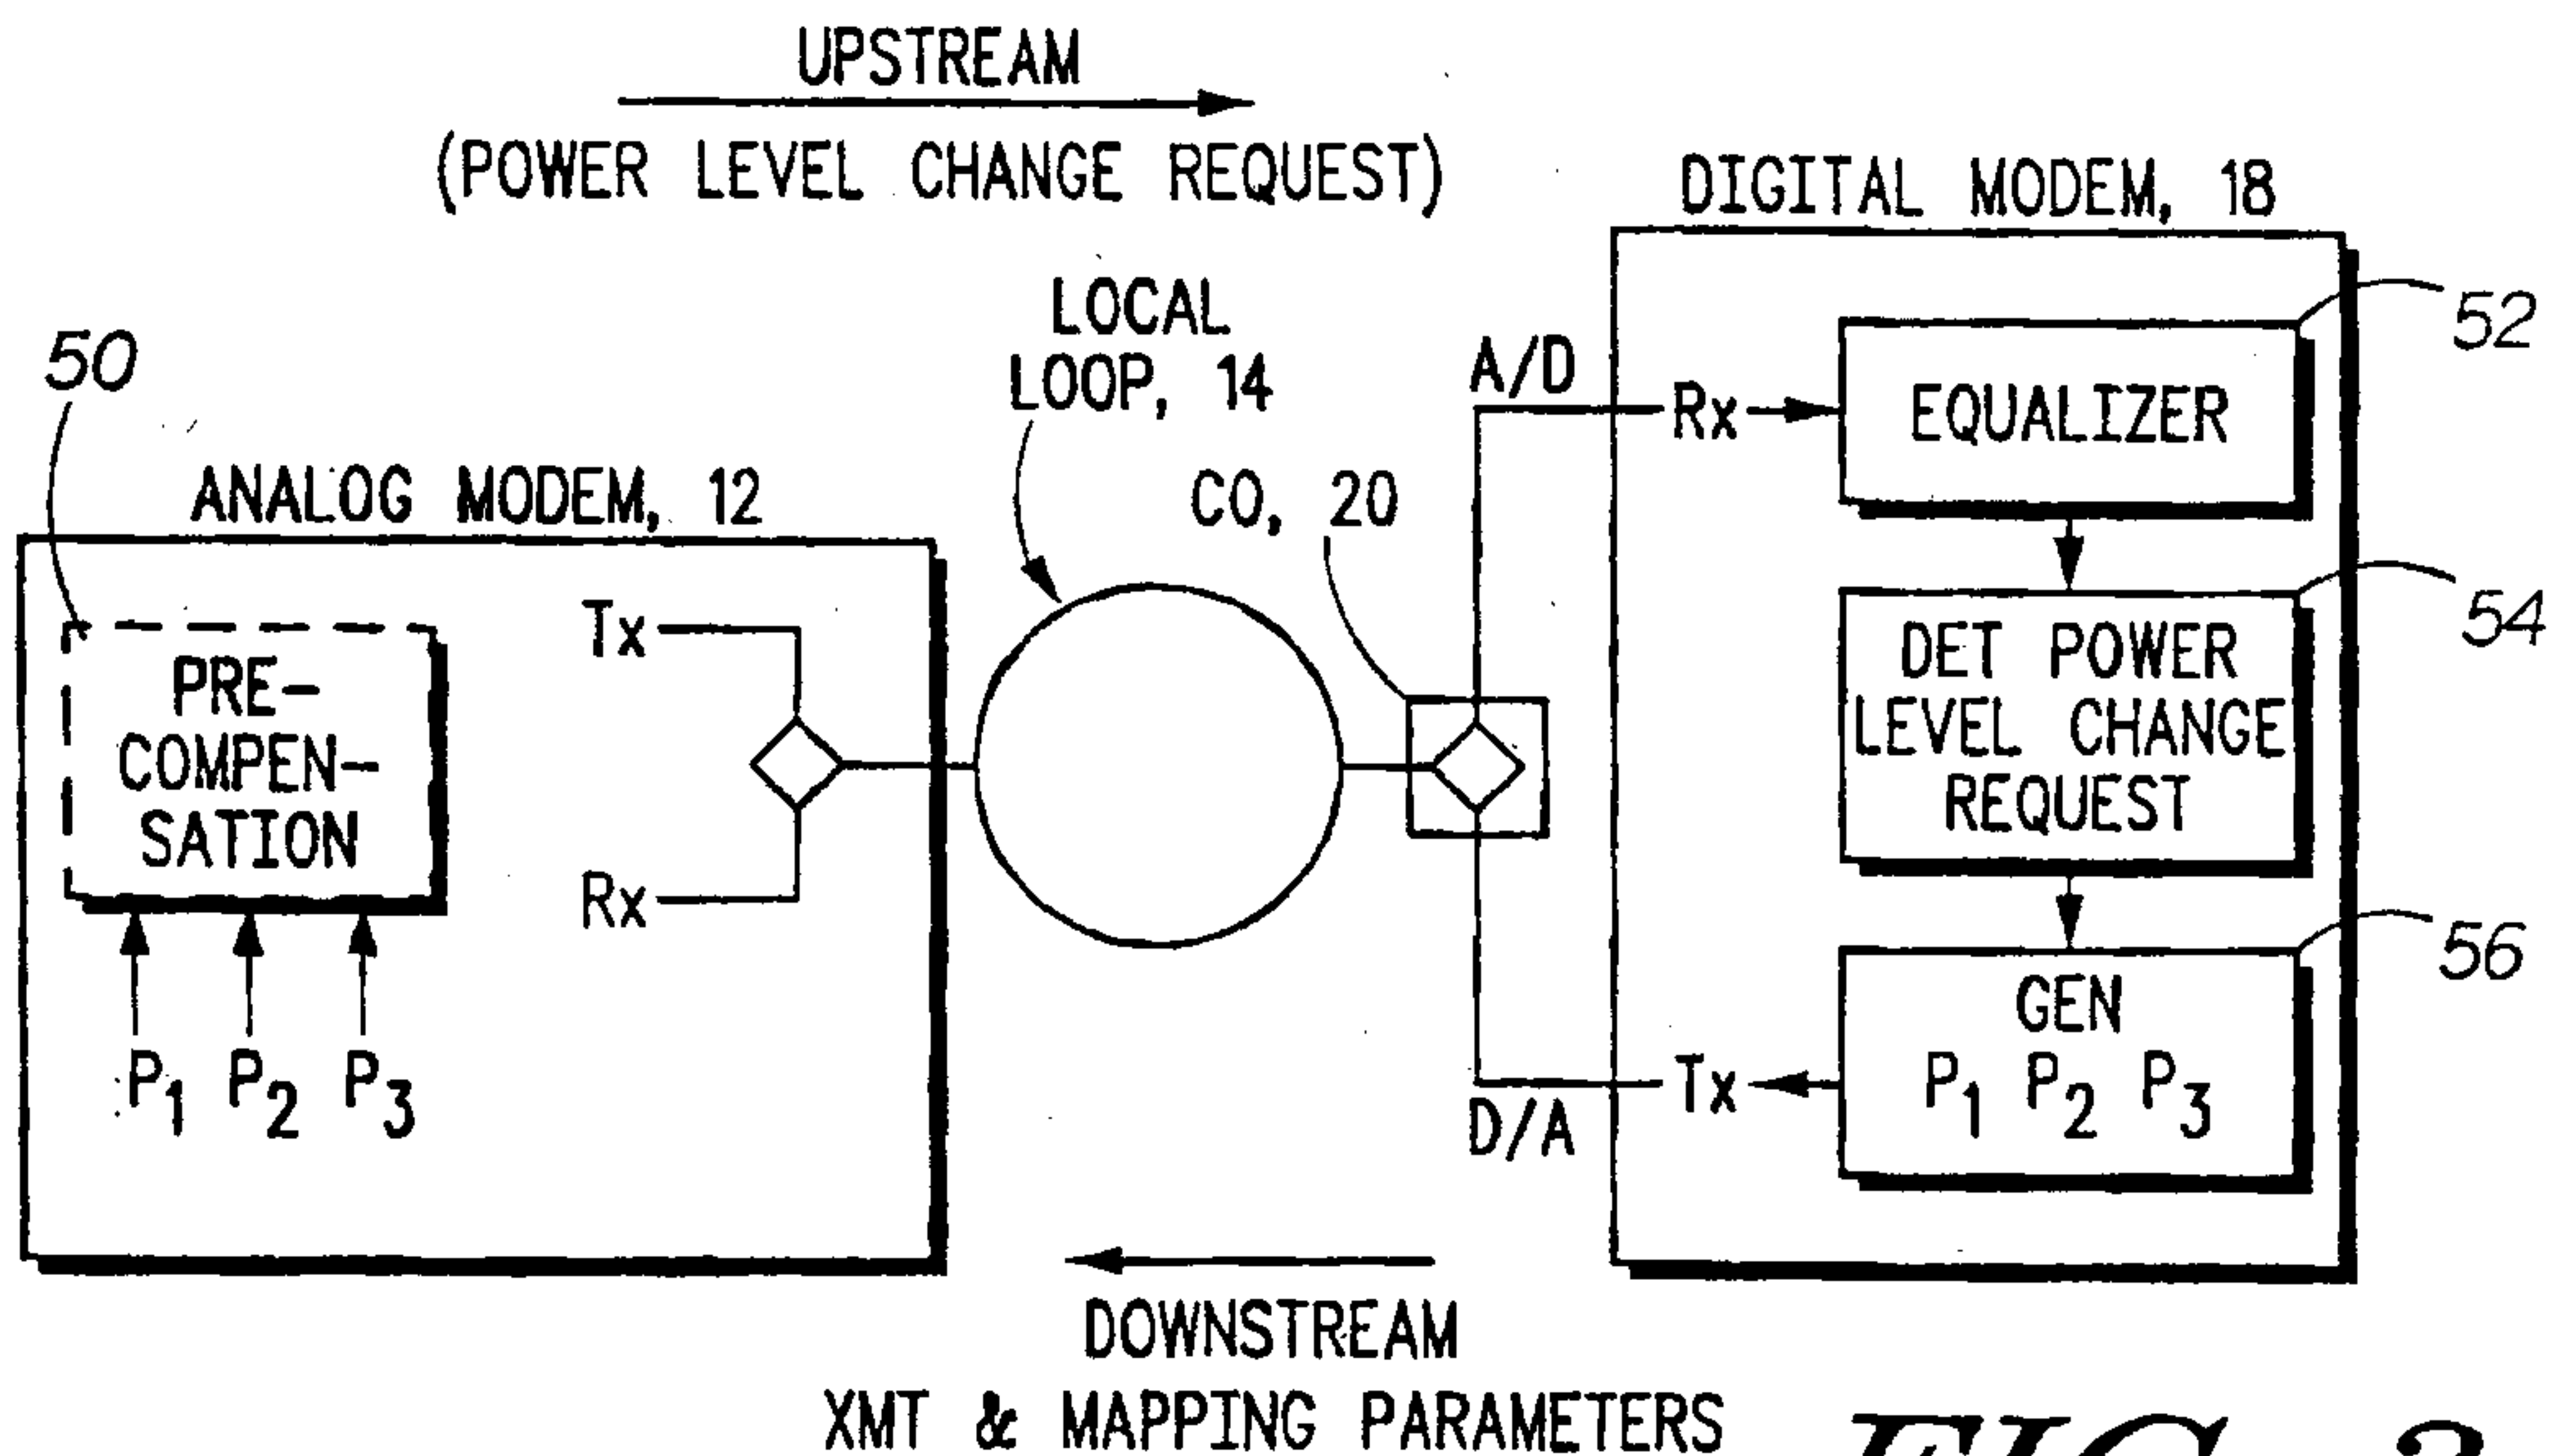 UPSTREAM
(POWER LEVEL CHANGE REQUEST)
DIGITAL MODEM, 18
LOCAL
LOOP, 14
50
52
A/D
Rx
EQUALIZER
ANALOG MODEM, 12
CO, 20
54
Tx
PRE-
COMPEN-
SATION
DET POWER
LEVEL CHANGE
REQUEST
Rx
56
GEN
P1 P2 P3
P1 P2 P3
Tx
D/A
DOWNSTREAM
XMT & MAPPING PARAMETERS